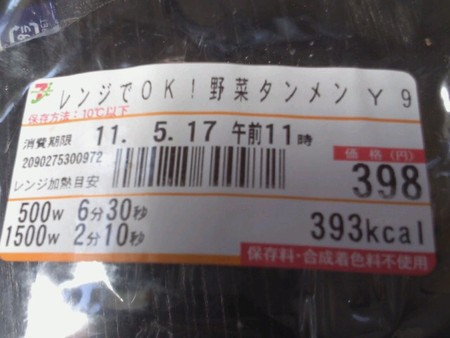 レンジでOK！野菜タンメン Y9
保存方法：10℃以下
消費期限 11. 5.17 午前11時
2090275300972
価格(円)
398
レンジ加熱目安
500W 6分30秒
1500W 2分10秒
393kcal
保存料・合成着色料不使用